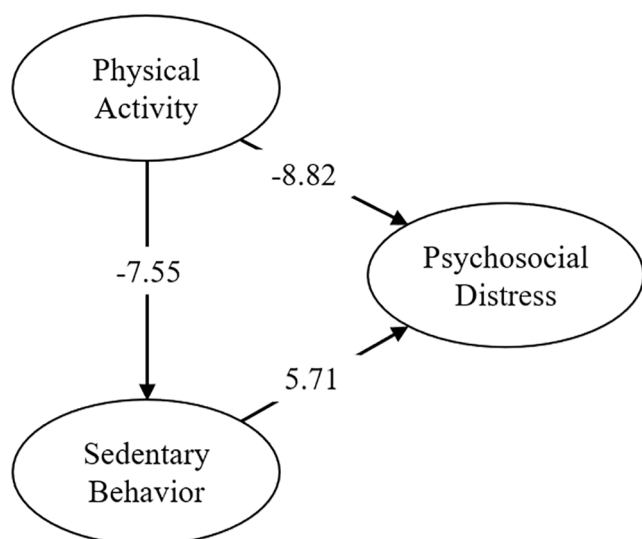 Physical
Activity
-8.82
Psychosocial
Distress
-7.55
5.71
Sedentary
Behavior